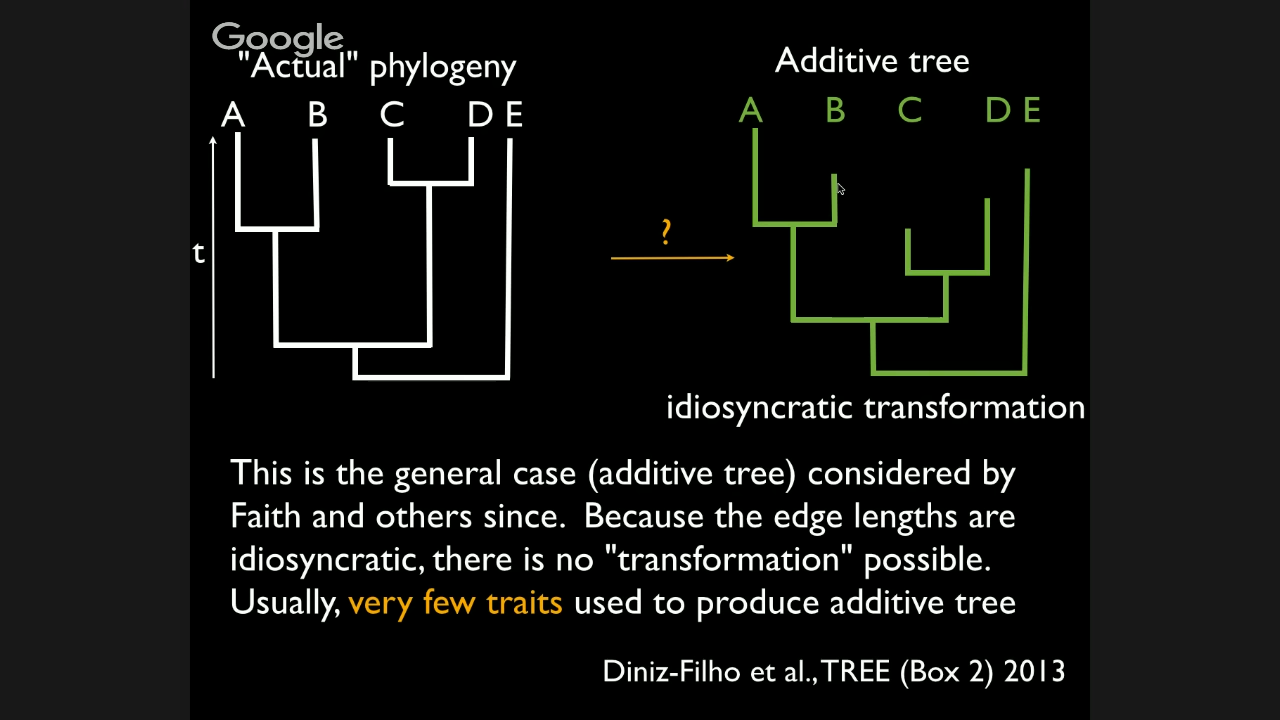 Google
"Actual" phylogeny
Additive tree
A B C D E
A B C D E
t
?
idiosyncratic transformation
This is the general case (additive tree) considered by
Faith and others since. Because the edge lengths are
idiosyncratic, there is no "transformation" possible.
Usually, very few traits used to produce additive tree
Diniz-Filho et al., TREE (Box 2) 2013